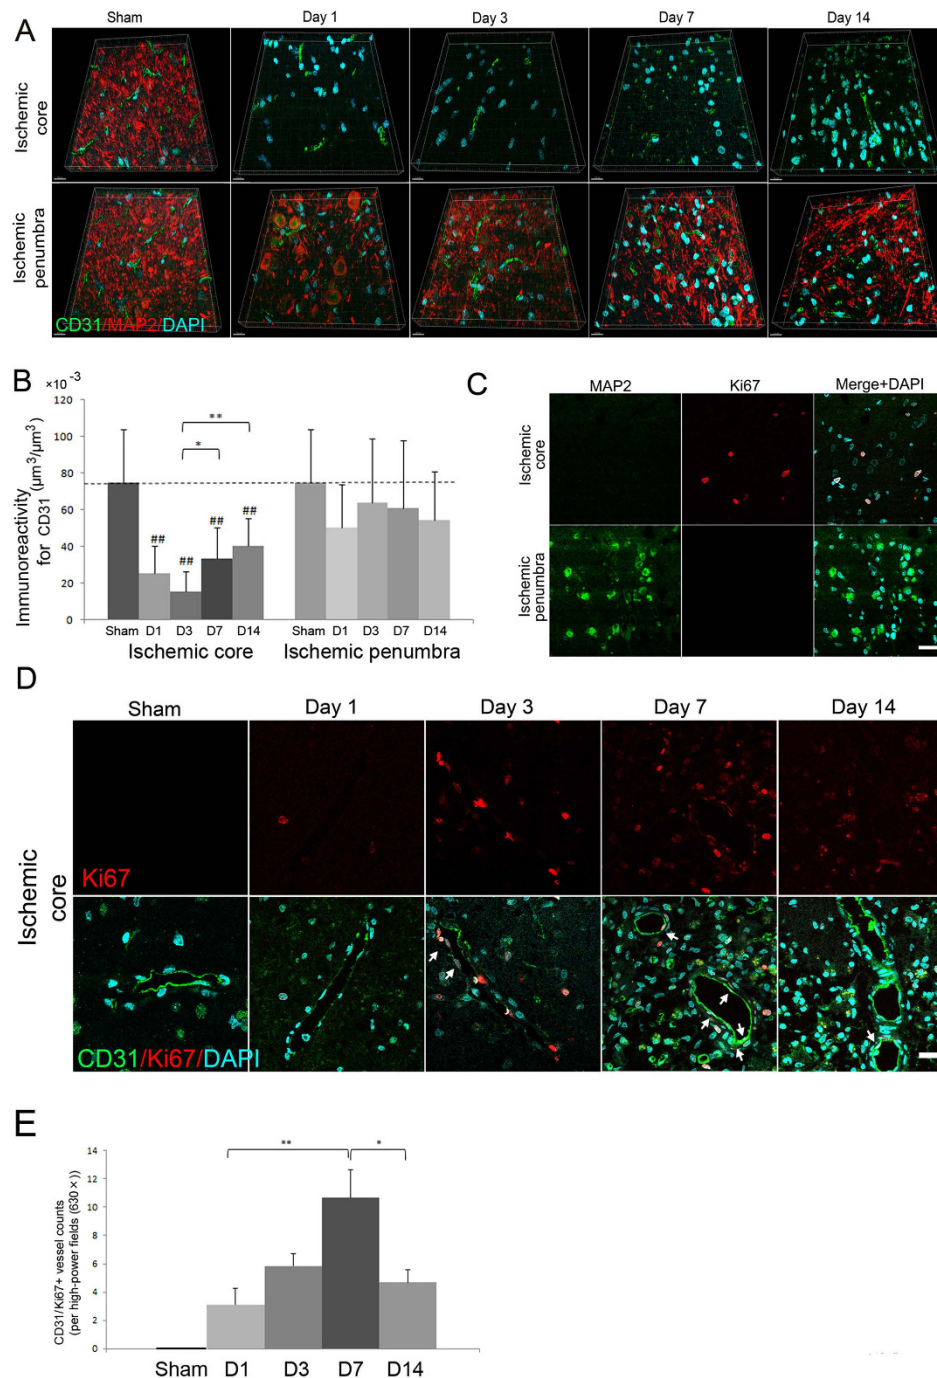 A
Sham Day 1 Day 3 Day 7 Day 14
Ischemic
core
Ischemic
penumbra
CD31/MAP2/DAPI
B
×10⁻³
Immunoreactivity
for CD31 (μm³/μm³)
120
100
80
60
40
20
0
**
*
## ## ## ##
Sham D1 D3 D7 D14 Sham D1 D3 D7 D14
Ischemic core Ischemic penumbra
C
MAP2 Ki67 Merge+DAPI
Ischemic
core
Ischemic
penumbra
D
Sham Day 1 Day 3 Day 7 Day 14
Ischemic
core
Ki67
CD31/Ki67/DAPI
E
CD31/Ki67+ vessel counts
(per high-power fields (630×))
14
12
10
8
6
4
2
0
** *
Sham D1 D3 D7 D14